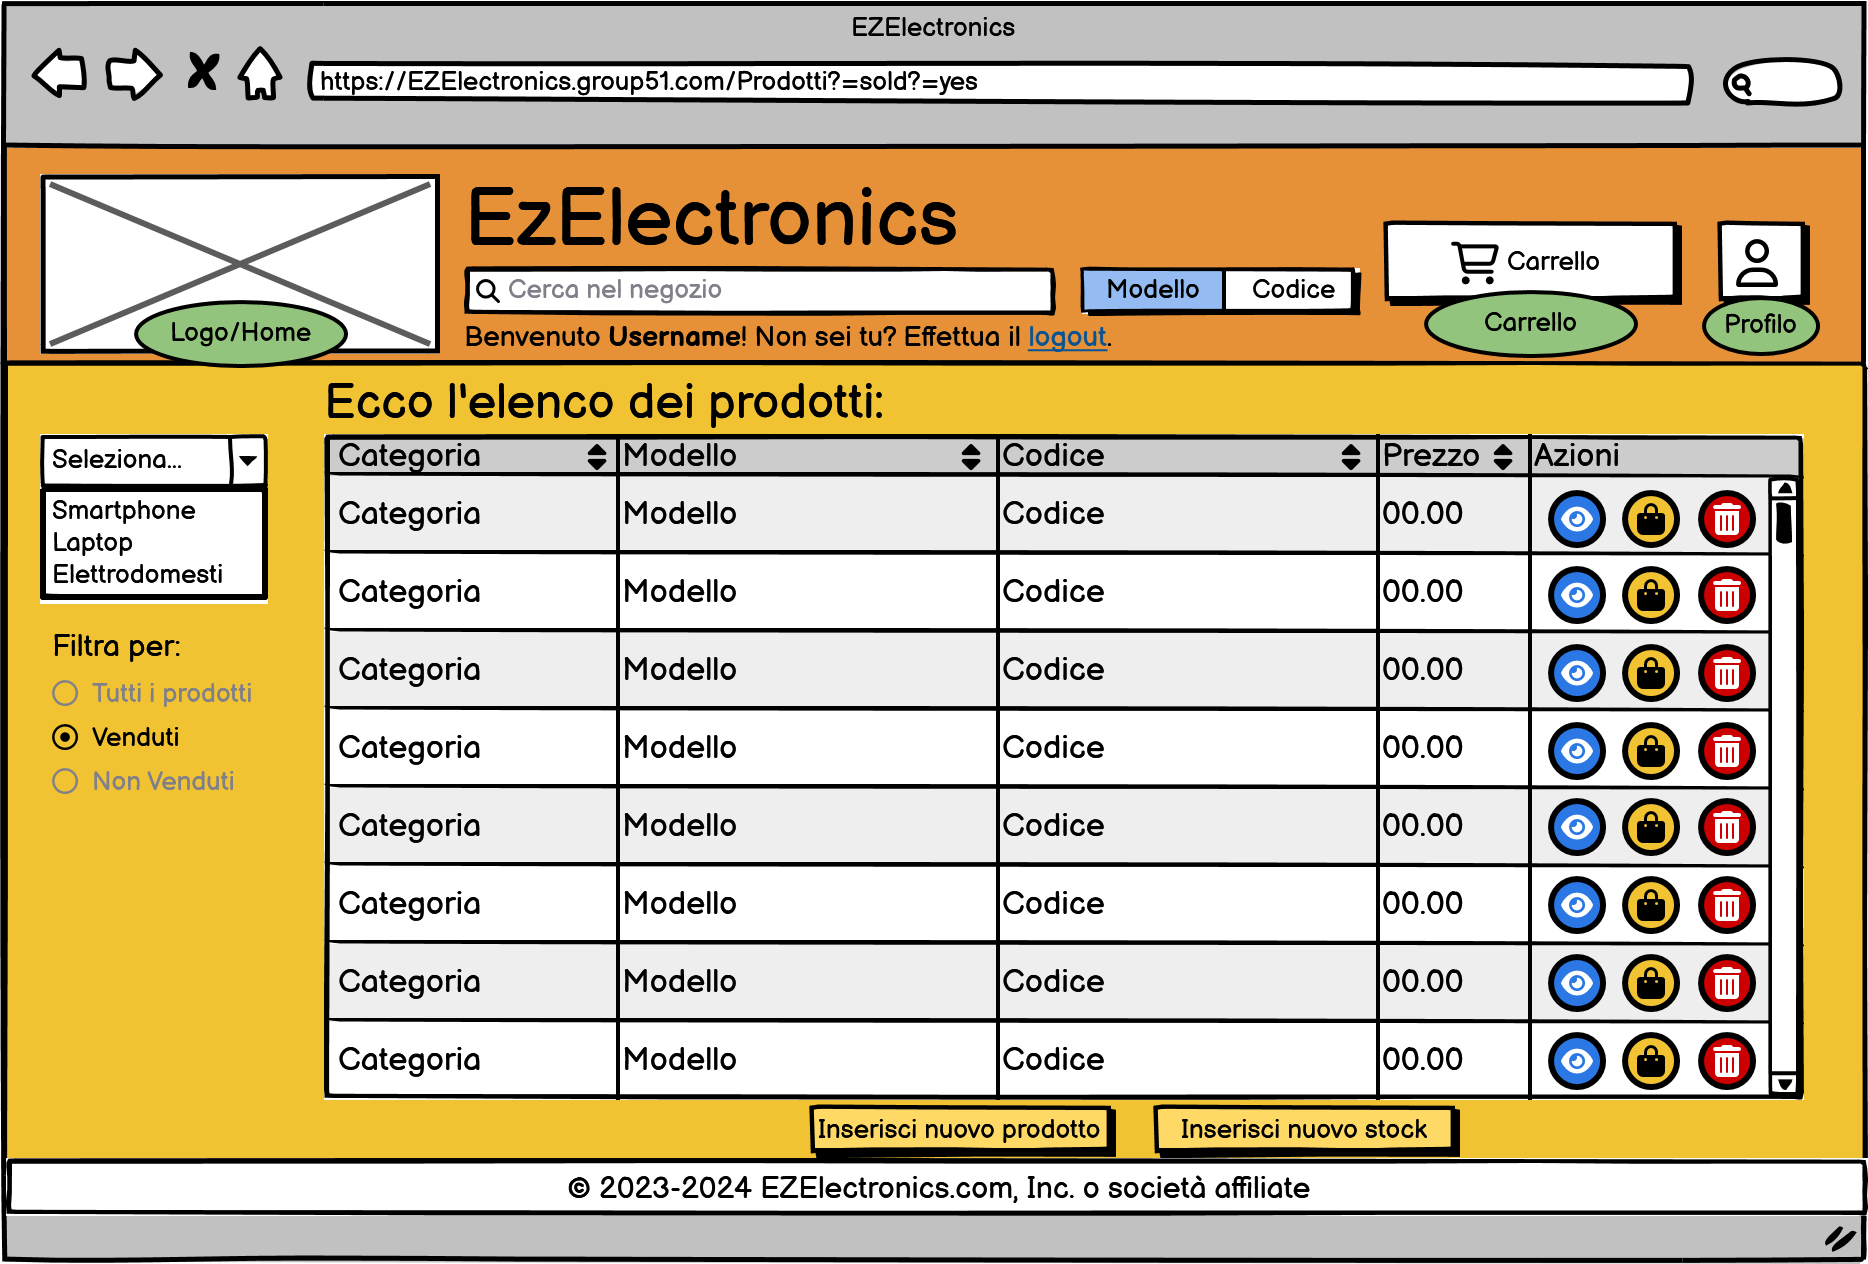 EZElectronics
https://EZElectronics.group51.com/Prodotti?=sold?=yes
EzElectronics
Cerca nel negozio
Modello
Codice
Carrello
Logo/Home
Carrello
Profilo
Benvenuto Username! Non sei tu? Effettua il logout.
Ecco l'elenco dei prodotti:
Seleziona...
Smartphone
Laptop
Elettrodomesti
Filtra per:
Tutti i prodotti
Venduti
Non Venduti
Categoria Modello Codice Prezzo Azioni
Categoria Modello Codice 00.00
Categoria Modello Codice 00.00
Categoria Modello Codice 00.00
Categoria Modello Codice 00.00
Categoria Modello Codice 00.00
Categoria Modello Codice 00.00
Categoria Modello Codice 00.00
Categoria Modello Codice 00.00
Inserisci nuovo prodotto
Inserisci nuovo stock
© 2023-2024 EZElectronics.com, Inc. o società affiliate